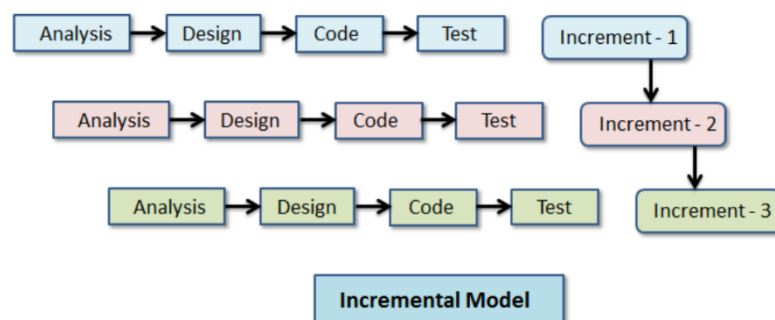 Analysis Design Code Test Increment - 1
Analysis Design Code Test Increment - 2
Analysis Design Code Test Increment - 3
Incremental Model